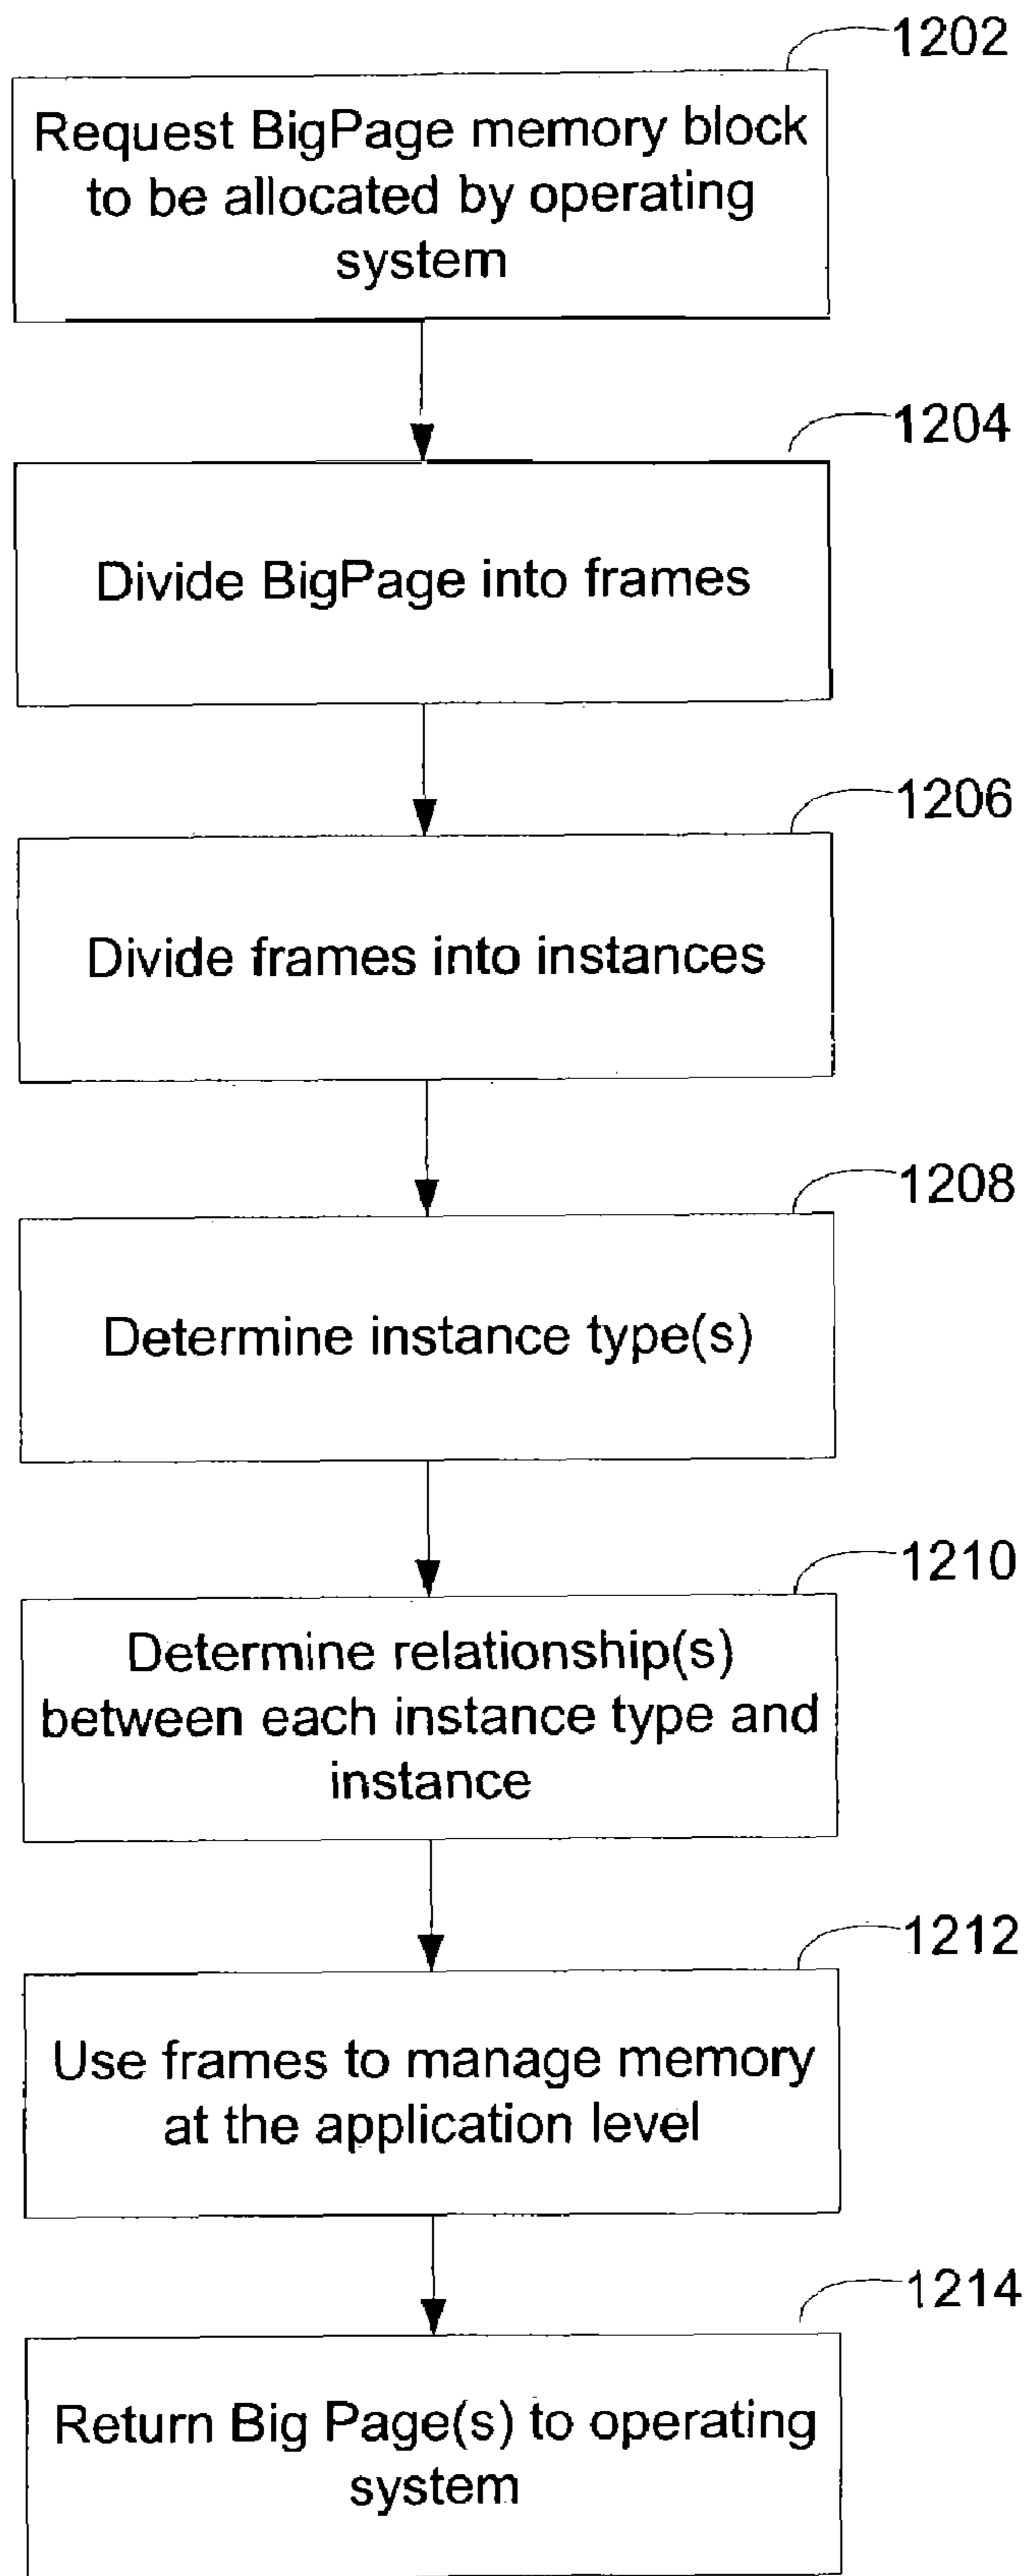 1202
Request BigPage memory block
to be allocated by operating
system
1204
Divide BigPage into frames
1206
Divide frames into instances
1208
Determine instance type(s)
1210
Determine relationship(s)
between each instance type and
instance
1212
Use frames to manage memory
at the application level
1214
Return Big Page(s) to operating
system